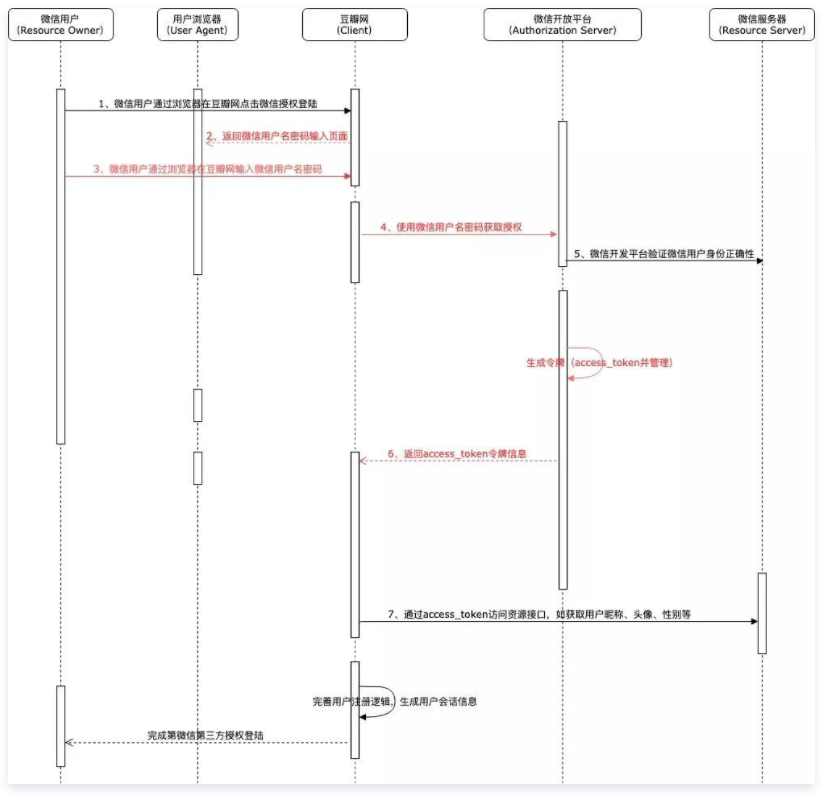 微信用户
(Resource Owner)
用户浏览器
(User Agent)
豆瓣网
(Client)
微信开放平台
(Authorization Server)
微信服务器
(Resource Server)
1、微信用户通过浏览器在豆瓣网点击微信授权登陆
2、返回微信用户名密码输入页面
3、微信用户通过浏览器在豆瓣网输入微信用户名密码
4、使用微信用户名密码获取授权
5、微信开发平台验证微信用户身份正确性
生成令牌（access_token并管理）
6、返回access_token令牌信息
7、通过access_token访问资源接口，如获取用户昵称、头像、性别等
完善用户注册逻辑，生成用户会话信息
完成第微信第三方授权登陆